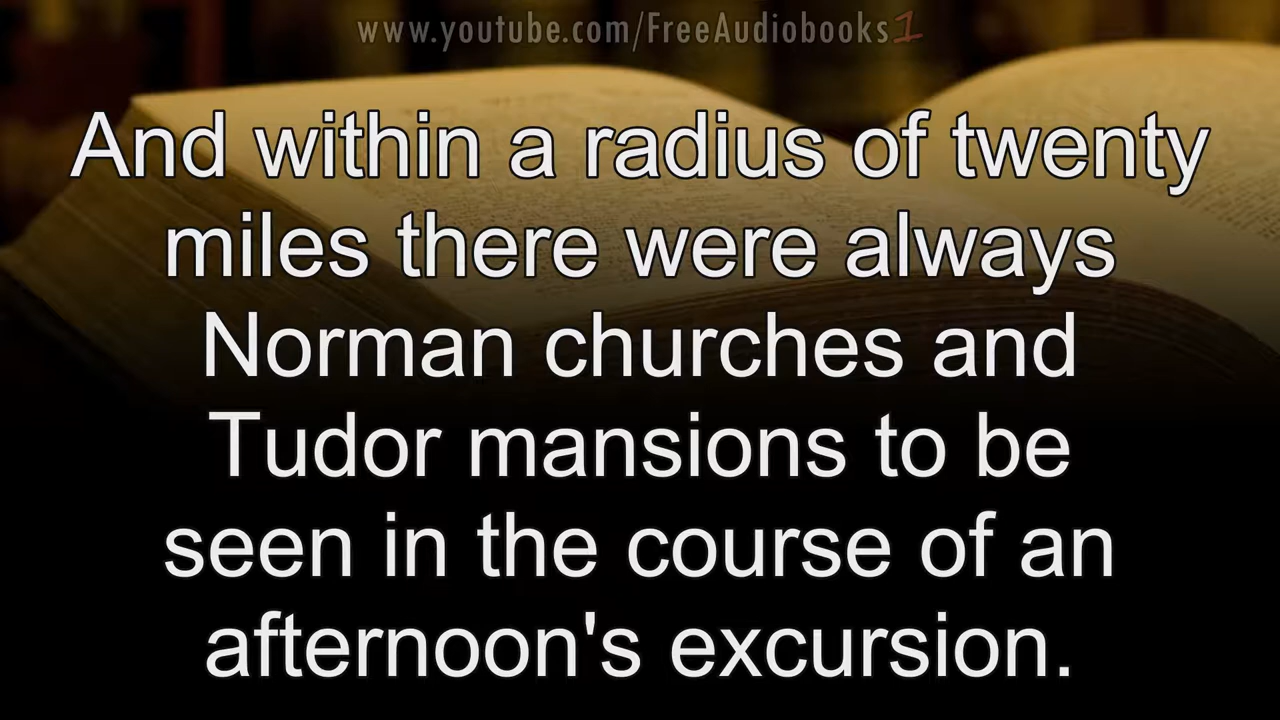 www.youtube.com/FreeAudiobooks1
And within a radius of twenty
miles there were always
Norman churches and
Tudor mansions to be
seen in the course of an
afternoon's excursion.